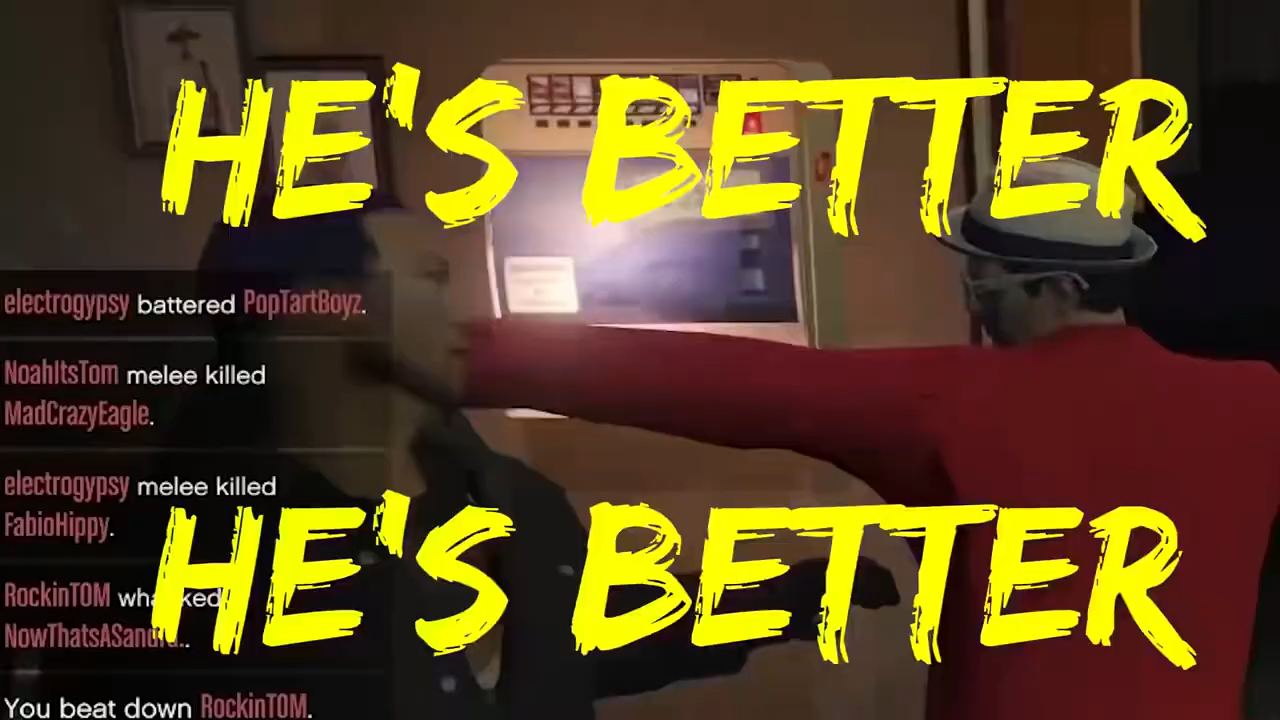 HE'S BETTER
electrogypsy battered PopTartBoyz.
NoahItsTom melee killed
MadCrazyEagle.
electrogypsy melee killed
FabioHippy.
HE'S BETTER
RockinTOM whacked
You beat down RockinTOM.